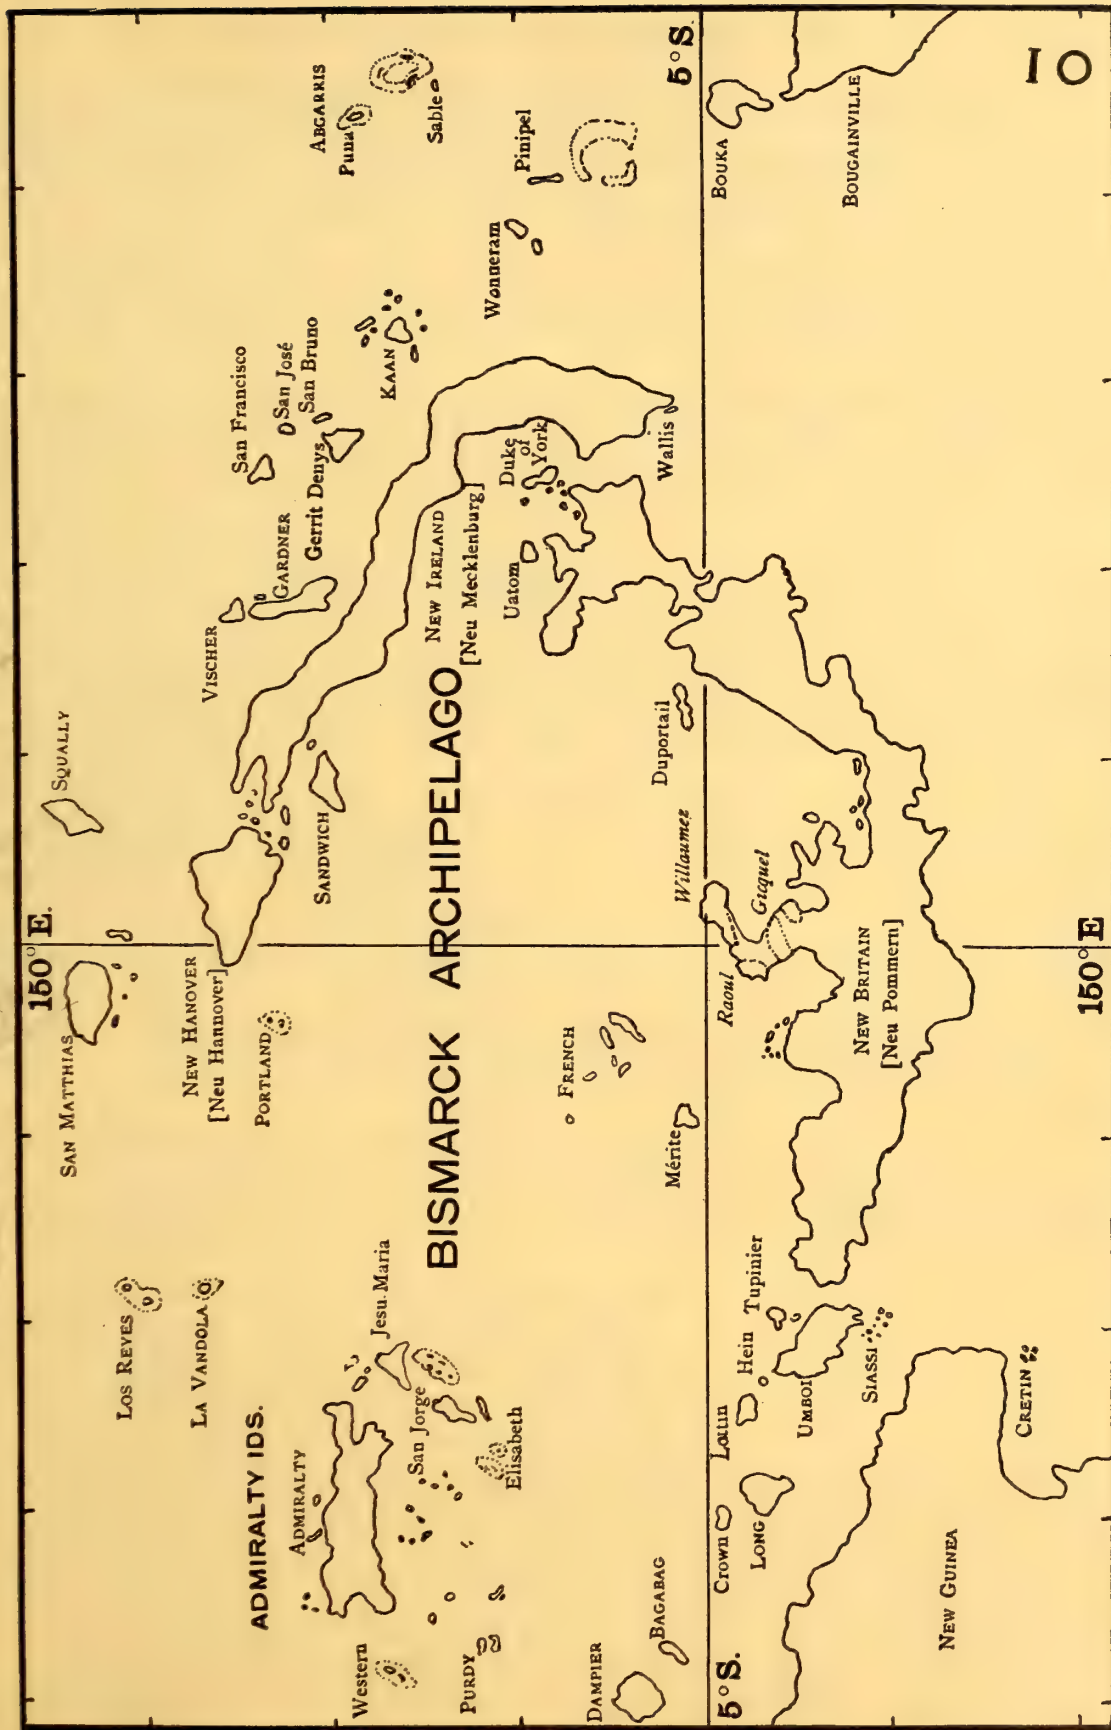 150° E.
SAN MATTHIAS
SQUALLY
LOS REYES
LA VANDOLA
NEW HANOVER
[Neu Hannover]
PORTLAND
VISCHER
GARDNER
Gerrit Denys
San Francisco
San José
San Bruno
ABGARRIS
Puna
Sable
ADMIRALTY IDS.
ADMIRALTY
Jesu Maria
San Jorge
Elisabeth
Western
PURDY
SANDWICH
KAAN
BISMARCK ARCHIPELAGO
NEW IRELAND
[Neu Mecklenburg]
Duke
of
York
Wonneram
Pinipel
Uatom
Wallis
FRENCH
Mérite
Duportail
DAMPIER
BAGABAG
5° S.
5° S.
Crown
LONG
Lottin
Hein
Tupinier
UMBOI
SIASSI
Raoul
Willaumez
Gicquel
NEW BRITAIN
[Neu Pommern]
BOUKA
BOUGAINVILLE
NEW GUINEA
CRETIN
150° E
10